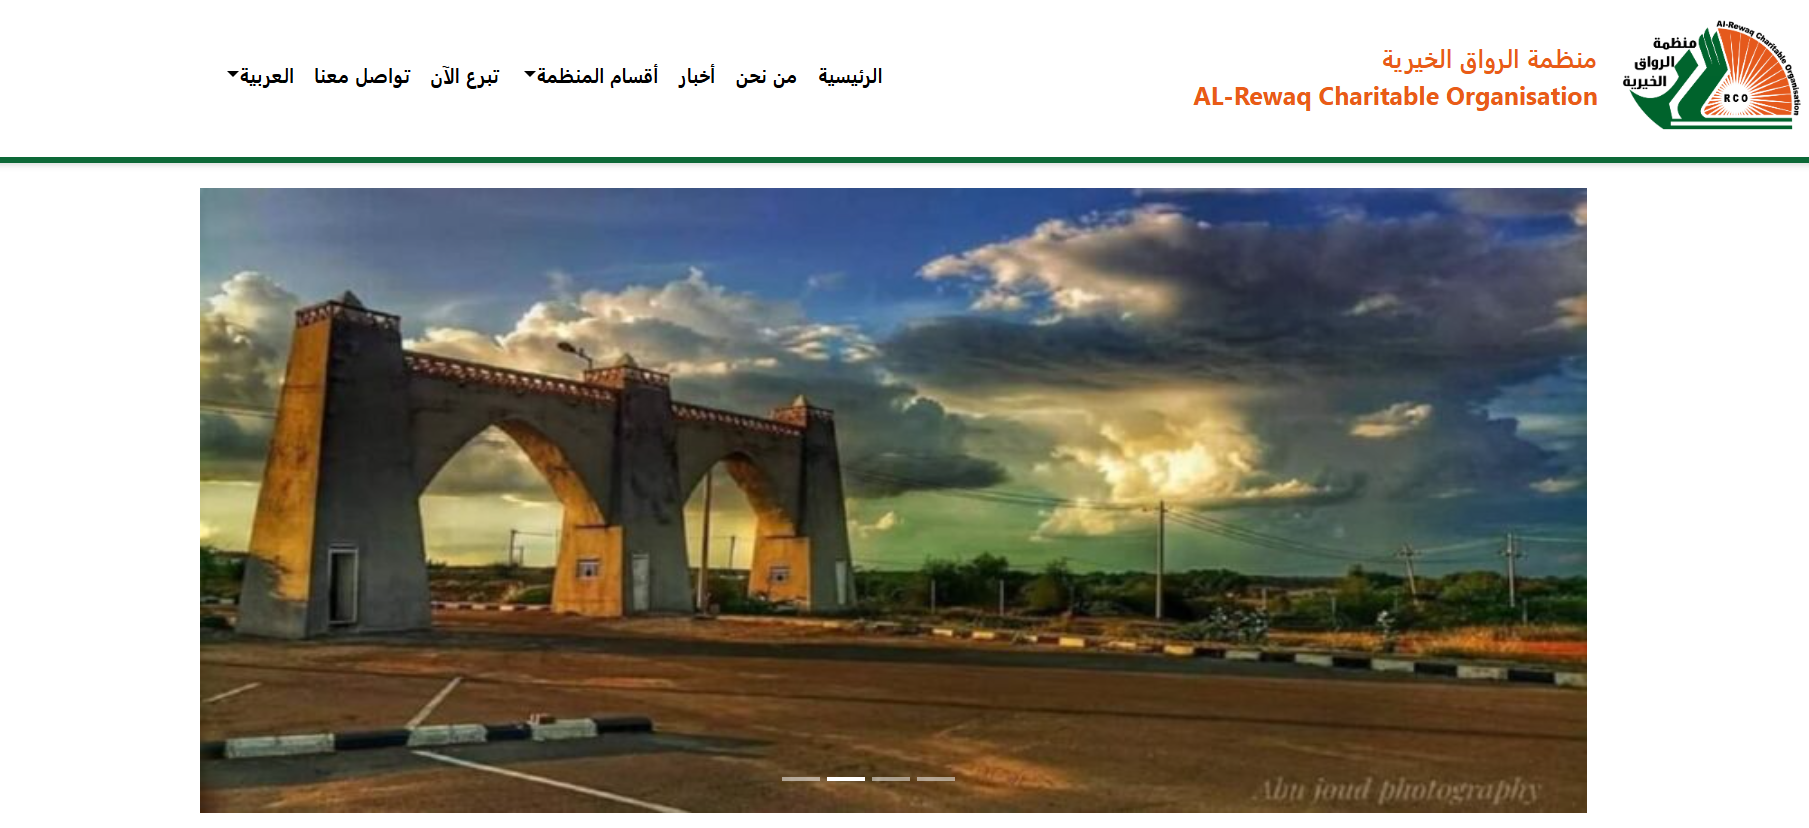 Al-Rewaq Charitable Organisation
منظمة
الرواق
الخيرية
RCO
منظمة الرواق الخيرية
AL-Rewaq Charitable Organisation
الرئيسية من نحن أخبار أقسام المنظمة تبرع الآن تواصل معنا العربية
Abu joud photography